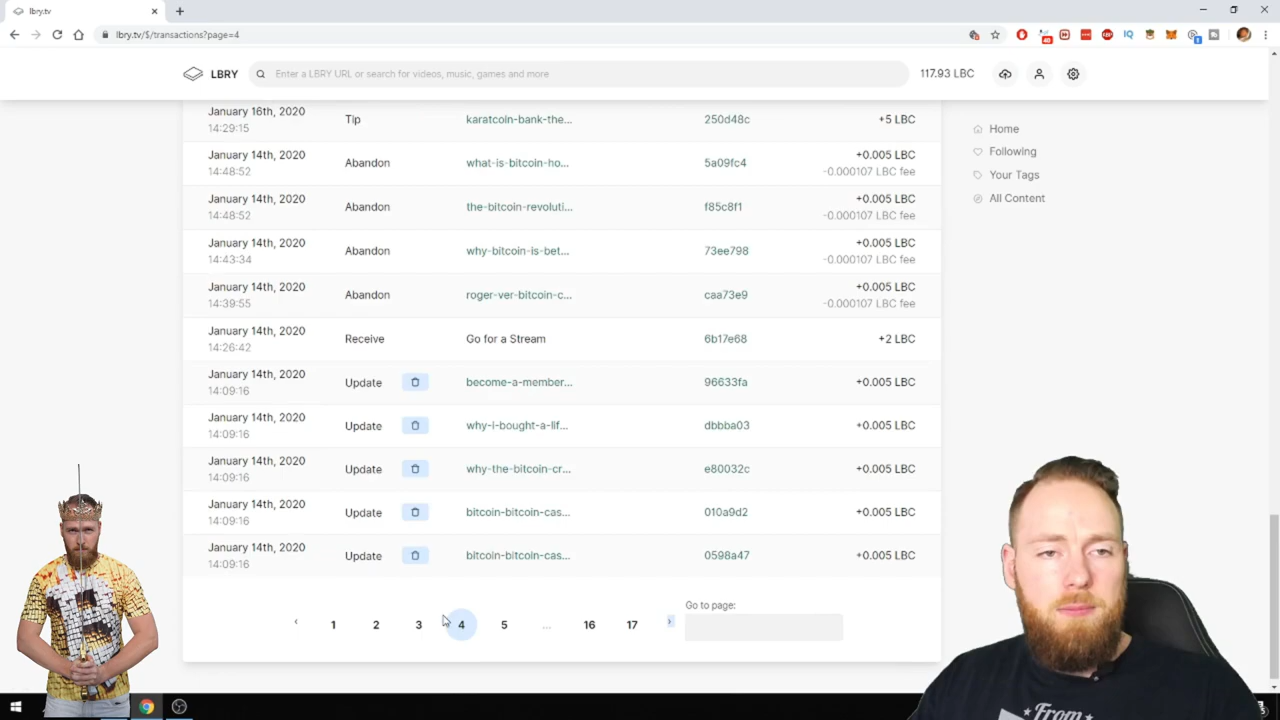 lbry.tv
lbry.tv/$/transactions?page=4
40
1
LBRY
Enter a LBRY URL or search for videos, music, games and more
117.93 LBC
January 16th, 2020
14:29:15
Tip
karatcoin-bank-the...
250d48c
+5 LBC
January 14th, 2020
14:48:52
Abandon
what-is-bitcoin-ho...
5a09fc4
+0.005 LBC
-0.000107 LBC fee
January 14th, 2020
14:48:52
Abandon
the-bitcoin-revoluti...
f85c8f1
+0.005 LBC
-0.000107 LBC fee
January 14th, 2020
14:43:34
Abandon
why-bitcoin-is-bet...
73ee798
+0.005 LBC
-0.000107 LBC fee
January 14th, 2020
14:39:55
Abandon
roger-ver-bitcoin-c...
caa73e9
+0.005 LBC
-0.000107 LBC fee
January 14th, 2020
14:26:42
Receive
Go for a Stream
6b17e68
+2 LBC
January 14th, 2020
14:09:16
Update
become-a-member...
96633fa
+0.005 LBC
January 14th, 2020
14:09:16
Update
why-i-bought-a-lif...
dbbba03
+0.005 LBC
January 14th, 2020
14:09:16
Update
why-the-bitcoin-cr...
e80032c
+0.005 LBC
January 14th, 2020
14:09:16
Update
bitcoin-bitcoin-cas...
010a9d2
+0.005 LBC
January 14th, 2020
14:09:16
Update
bitcoin-bitcoin-cas...
0598a47
+0.005 LBC
Home
Following
Your Tags
All Content
‹ 1 2 3 4 5 ... 16 17 ›
Go to page:
From